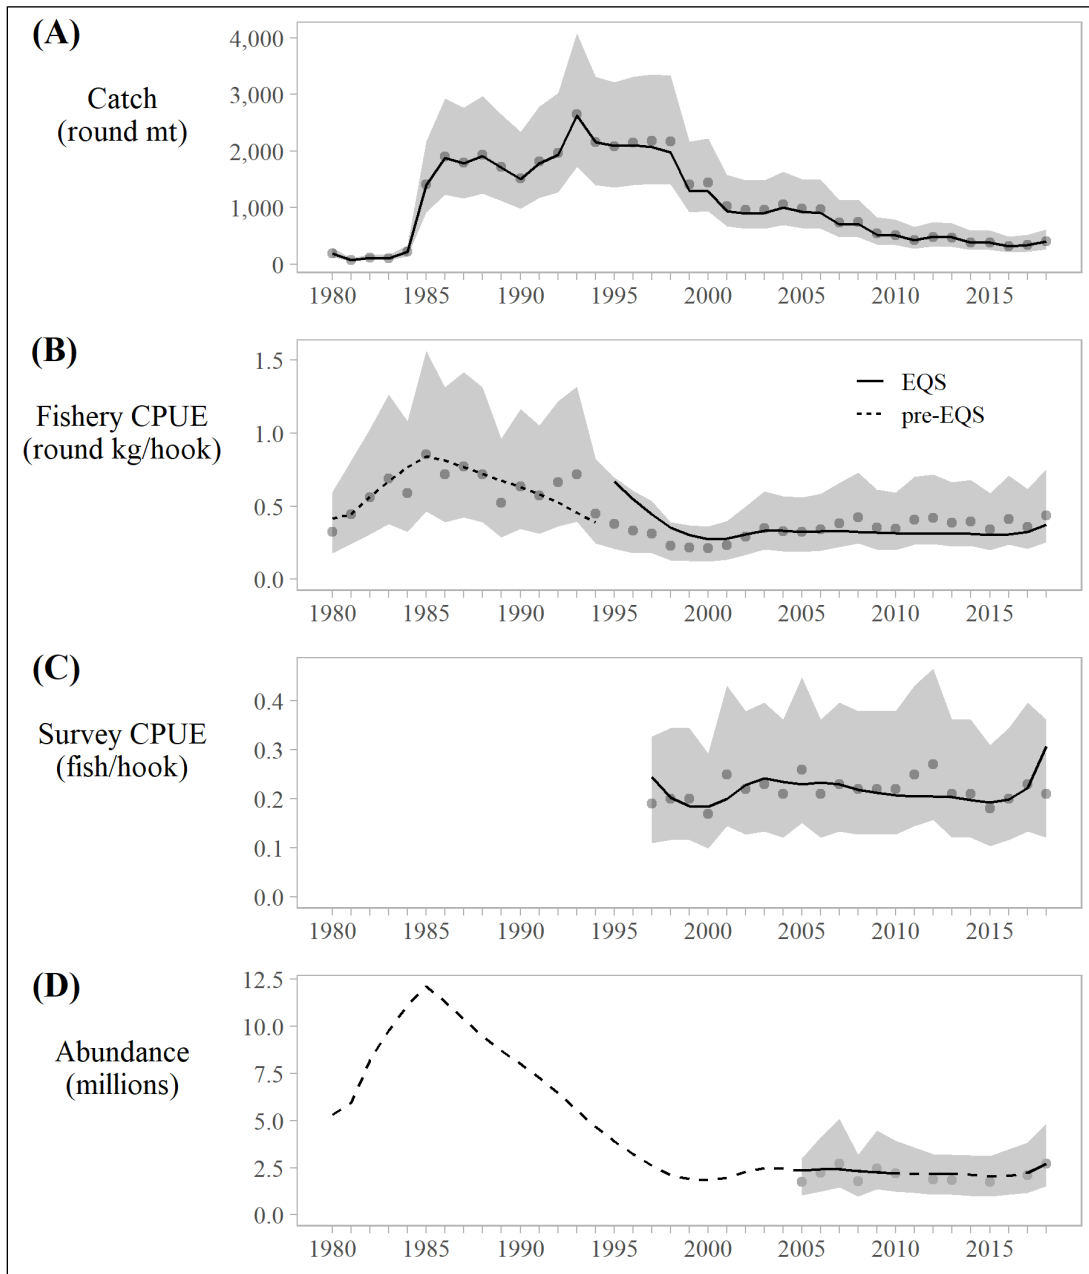 (A)
Catch
(round mt)
4,000
3,000
2,000
1,000
0
1980 1985 1990 1995 2000 2005 2010 2015
(B)
Fishery CPUE
(round kg/hook)
1.5
1.0
0.5
0.0
EQS
pre-EQS
1980 1985 1990 1995 2000 2005 2010 2015
(C)
Survey CPUE
(fish/hook)
0.4
0.3
0.2
0.1
0.0
1980 1985 1990 1995 2000 2005 2010 2015
(D)
Abundance
(millions)
12.5
10.0
7.5
5.0
2.5
0.0
1980 1985 1990 1995 2000 2005 2010 2015